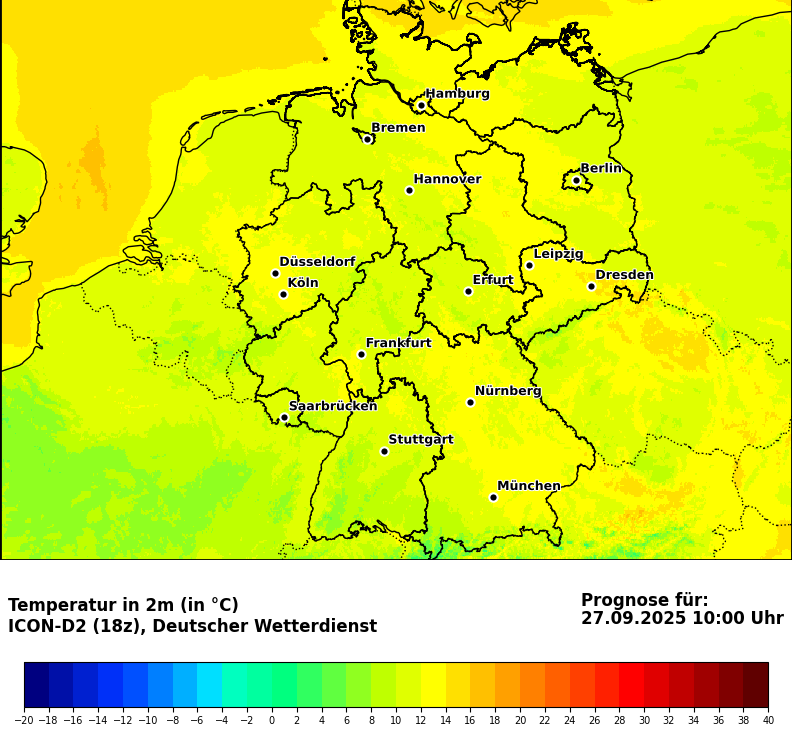 Hamburg
Bremen
Berlin
Hannover
Leipzig
Düsseldorf
Dresden
Köln
Erfurt
Frankfurt
Nürnberg
Saarbrücken
Stuttgart
München
Temperatur in 2m (in °C)
ICON-D2 (18z), Deutscher Wetterdienst
Prognose für:
27.09.2025 10:00 Uhr
−20 −18 −16 −14 −12 −10 −8 −6 −4 −2 0 2 4 6 8 10 12 14 16 18 20 22 24 26 28 30 32 34 36 38 40